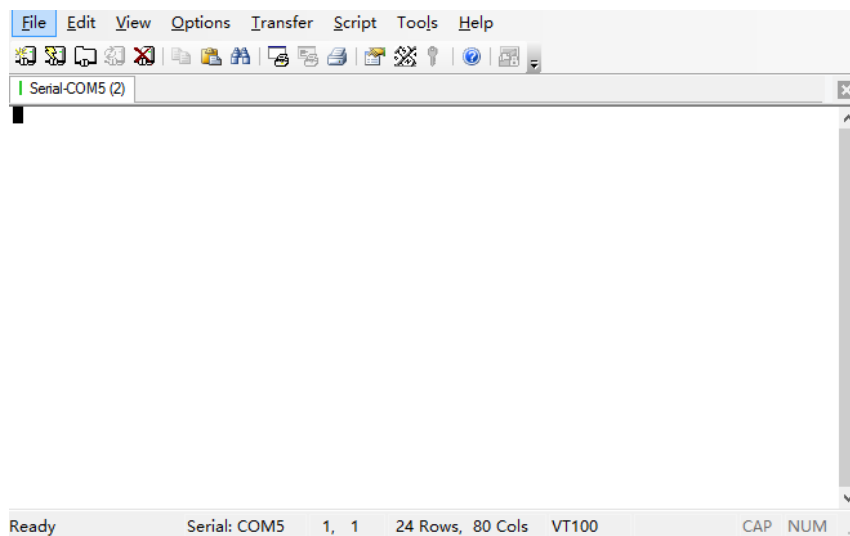 File Edit View Options Transfer Script Tools Help
Serial-COM5 (2)
Ready Serial: COM5 1, 1 24 Rows, 80 Cols VT100 CAP NUM